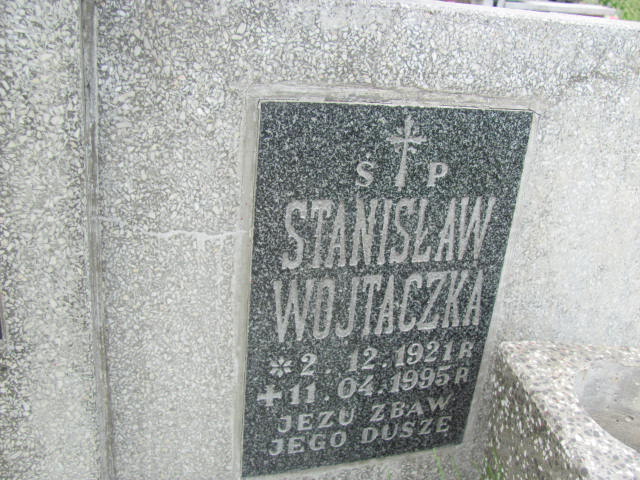 Ś P
STANISŁAW
WOJTACZKA
* 2. 12. 1921 R
+ 11. 04. 1995 R
JEZU ZBAW
JEGO DUSZE